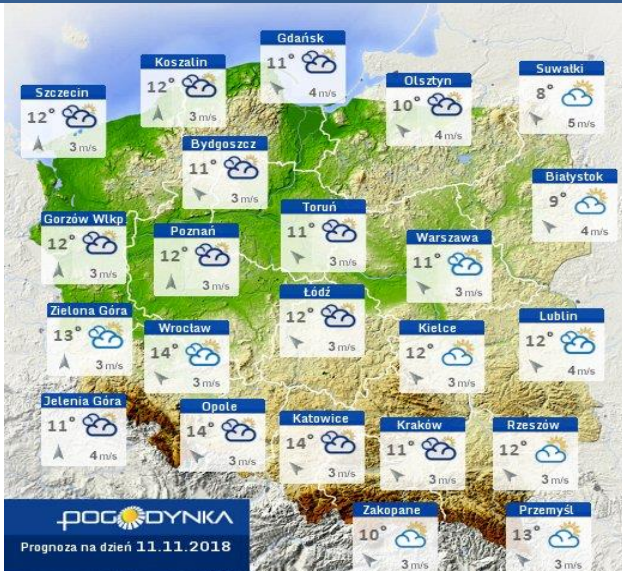 Gdańsk
11°
4 m/s
Koszalin
12°
3 m/s
Suwałki
8°
5 m/s
Olsztyn
10°
4 m/s
Szczecin
12°
3 m/s
Bydgoszcz
11°
3 m/s
Białystok
9°
4 m/s
Toruń
11°
3 m/s
Gorzów Wlkp
12°
3 m/s
Poznań
12°
3 m/s
Warszawa
11°
3 m/s
Łódź
12°
3 m/s
Zielona Góra
13°
3 m/s
Wrocław
14°
3 m/s
Kielce
12°
3 m/s
Lublin
12°
4 m/s
Jelenia Góra
11°
4 m/s
Opole
14°
3 m/s
Katowice
14°
3 m/s
Kraków
11°
3 m/s
Rzeszów
12°
3 m/s
Zakopane
10°
3 m/s
Przemyśl
13°
3 m/s
POGODYNKA
Prognoza na dzień 11.11.2018